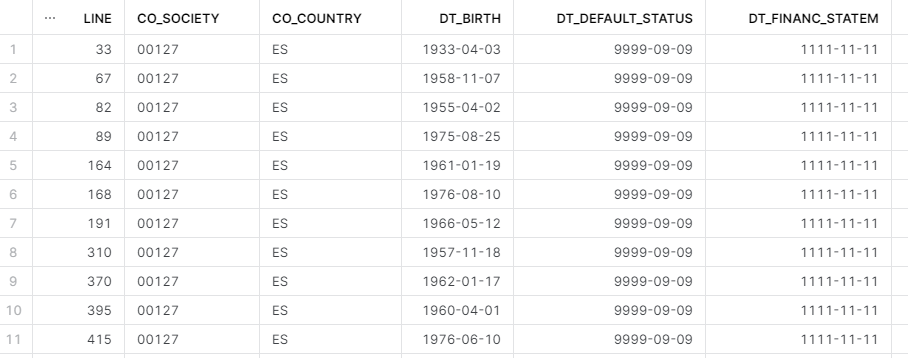 ... LINE CO_SOCIETY CO_COUNTRY DT_BIRTH DT_DEFAULT_STATUS DT_FINANC_STATEM
1 33 00127 ES 1933-04-03 9999-09-09 1111-11-11
2 67 00127 ES 1958-11-07 9999-09-09 1111-11-11
3 82 00127 ES 1955-04-02 9999-09-09 1111-11-11
4 89 00127 ES 1975-08-25 9999-09-09 1111-11-11
5 164 00127 ES 1961-01-19 9999-09-09 1111-11-11
6 168 00127 ES 1976-08-10 9999-09-09 1111-11-11
7 191 00127 ES 1966-05-12 9999-09-09 1111-11-11
8 310 00127 ES 1957-11-18 9999-09-09 1111-11-11
9 370 00127 ES 1962-01-17 9999-09-09 1111-11-11
10 395 00127 ES 1960-04-01 9999-09-09 1111-11-11
11 415 00127 ES 1976-06-10 9999-09-09 1111-11-11